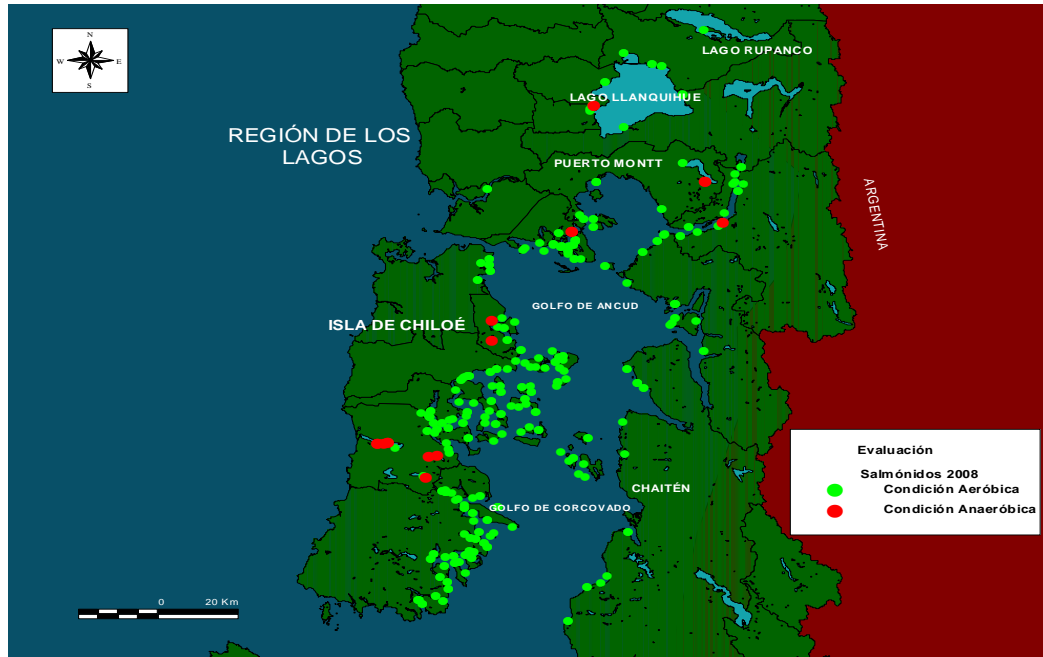 N
W E
S
LAGO RUPANCO
LAGO LLANQUIHUE
REGIÓN DE LOS
LAGOS
PUERTO MONTT
ARGENTINA
GOLFO DE ANCUD
ISLA DE CHILOÉ
CHAITÉN
GOLFO DE CORCOVADO
Evaluación
Salmónidos 2008
Condición Aeróbica
Condición Anaeróbica
0 20 Km